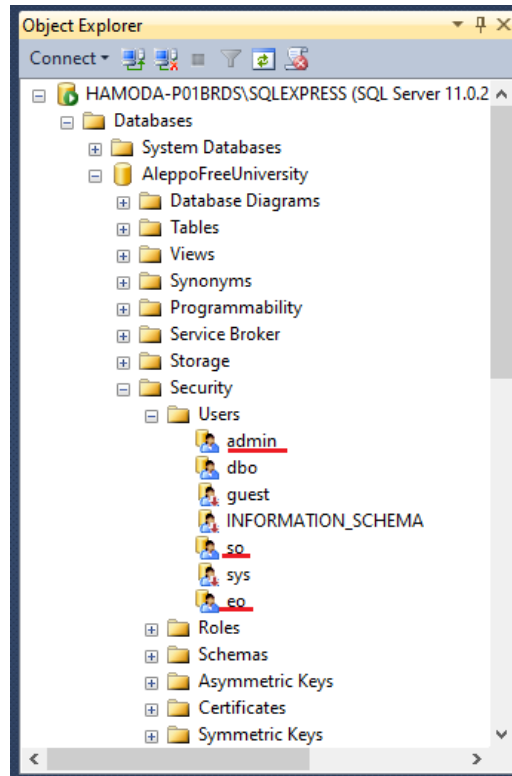 Object Explorer
Connect
HAMODA-P01BRDS\SQLEXPRESS (SQL Server 11.0.2
Databases
System Databases
AleppoFreeUniversity
Database Diagrams
Tables
Views
Synonyms
Programmability
Service Broker
Storage
Security
Users
admin
dbo
guest
INFORMATION_SCHEMA
so
sys
eo
Roles
Schemas
Asymmetric Keys
Certificates
Symmetric Keys